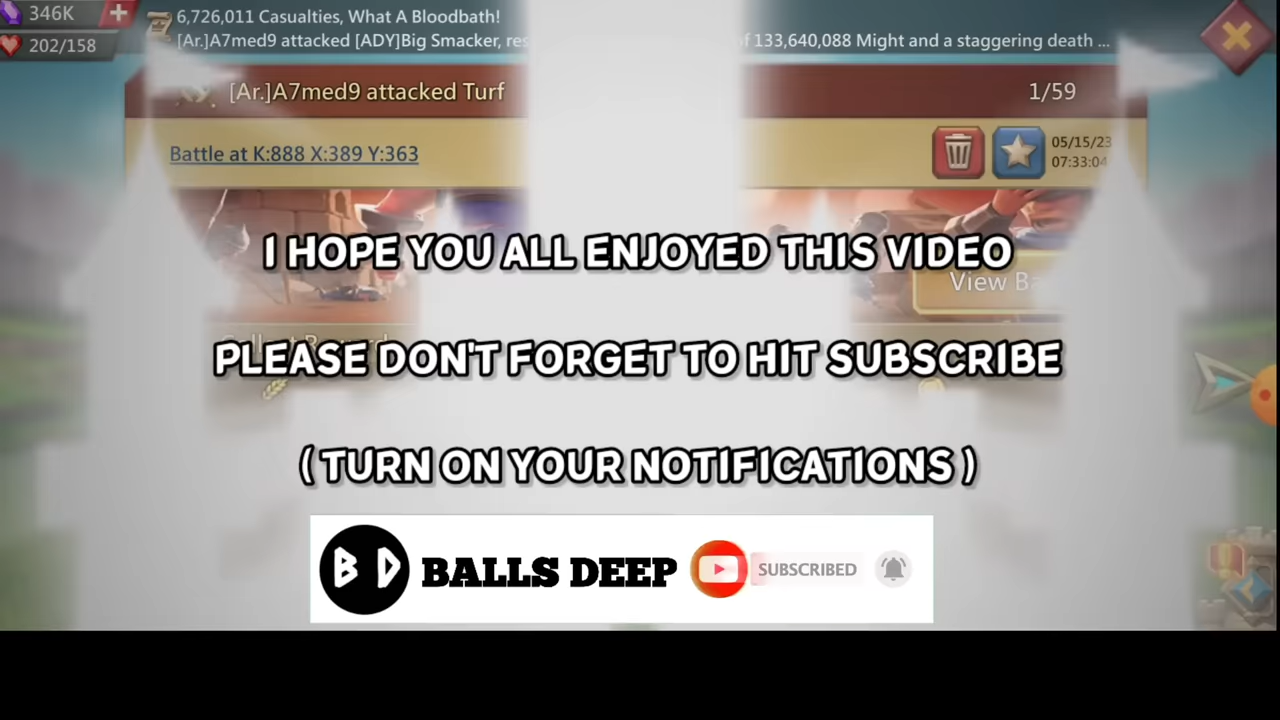 346K
202/158
6,726,011 Casualties, What A Bloodbath!
[Ar.]A7med9 attacked [ADY]Big Smacker, of 133,640,088 Might and a staggering death ...
[Ar.]A7med9 attacked Turf
1/59
Battle at K:888 X:389 Y:363
05/15/23
07:33:04
I HOPE YOU ALL ENJOYED THIS VIDEO
View
PLEASE DON'T FORGET TO HIT SUBSCRIBE
( TURN ON YOUR NOTIFICATIONS )
B D BALLS DEEP SUBSCRIBED